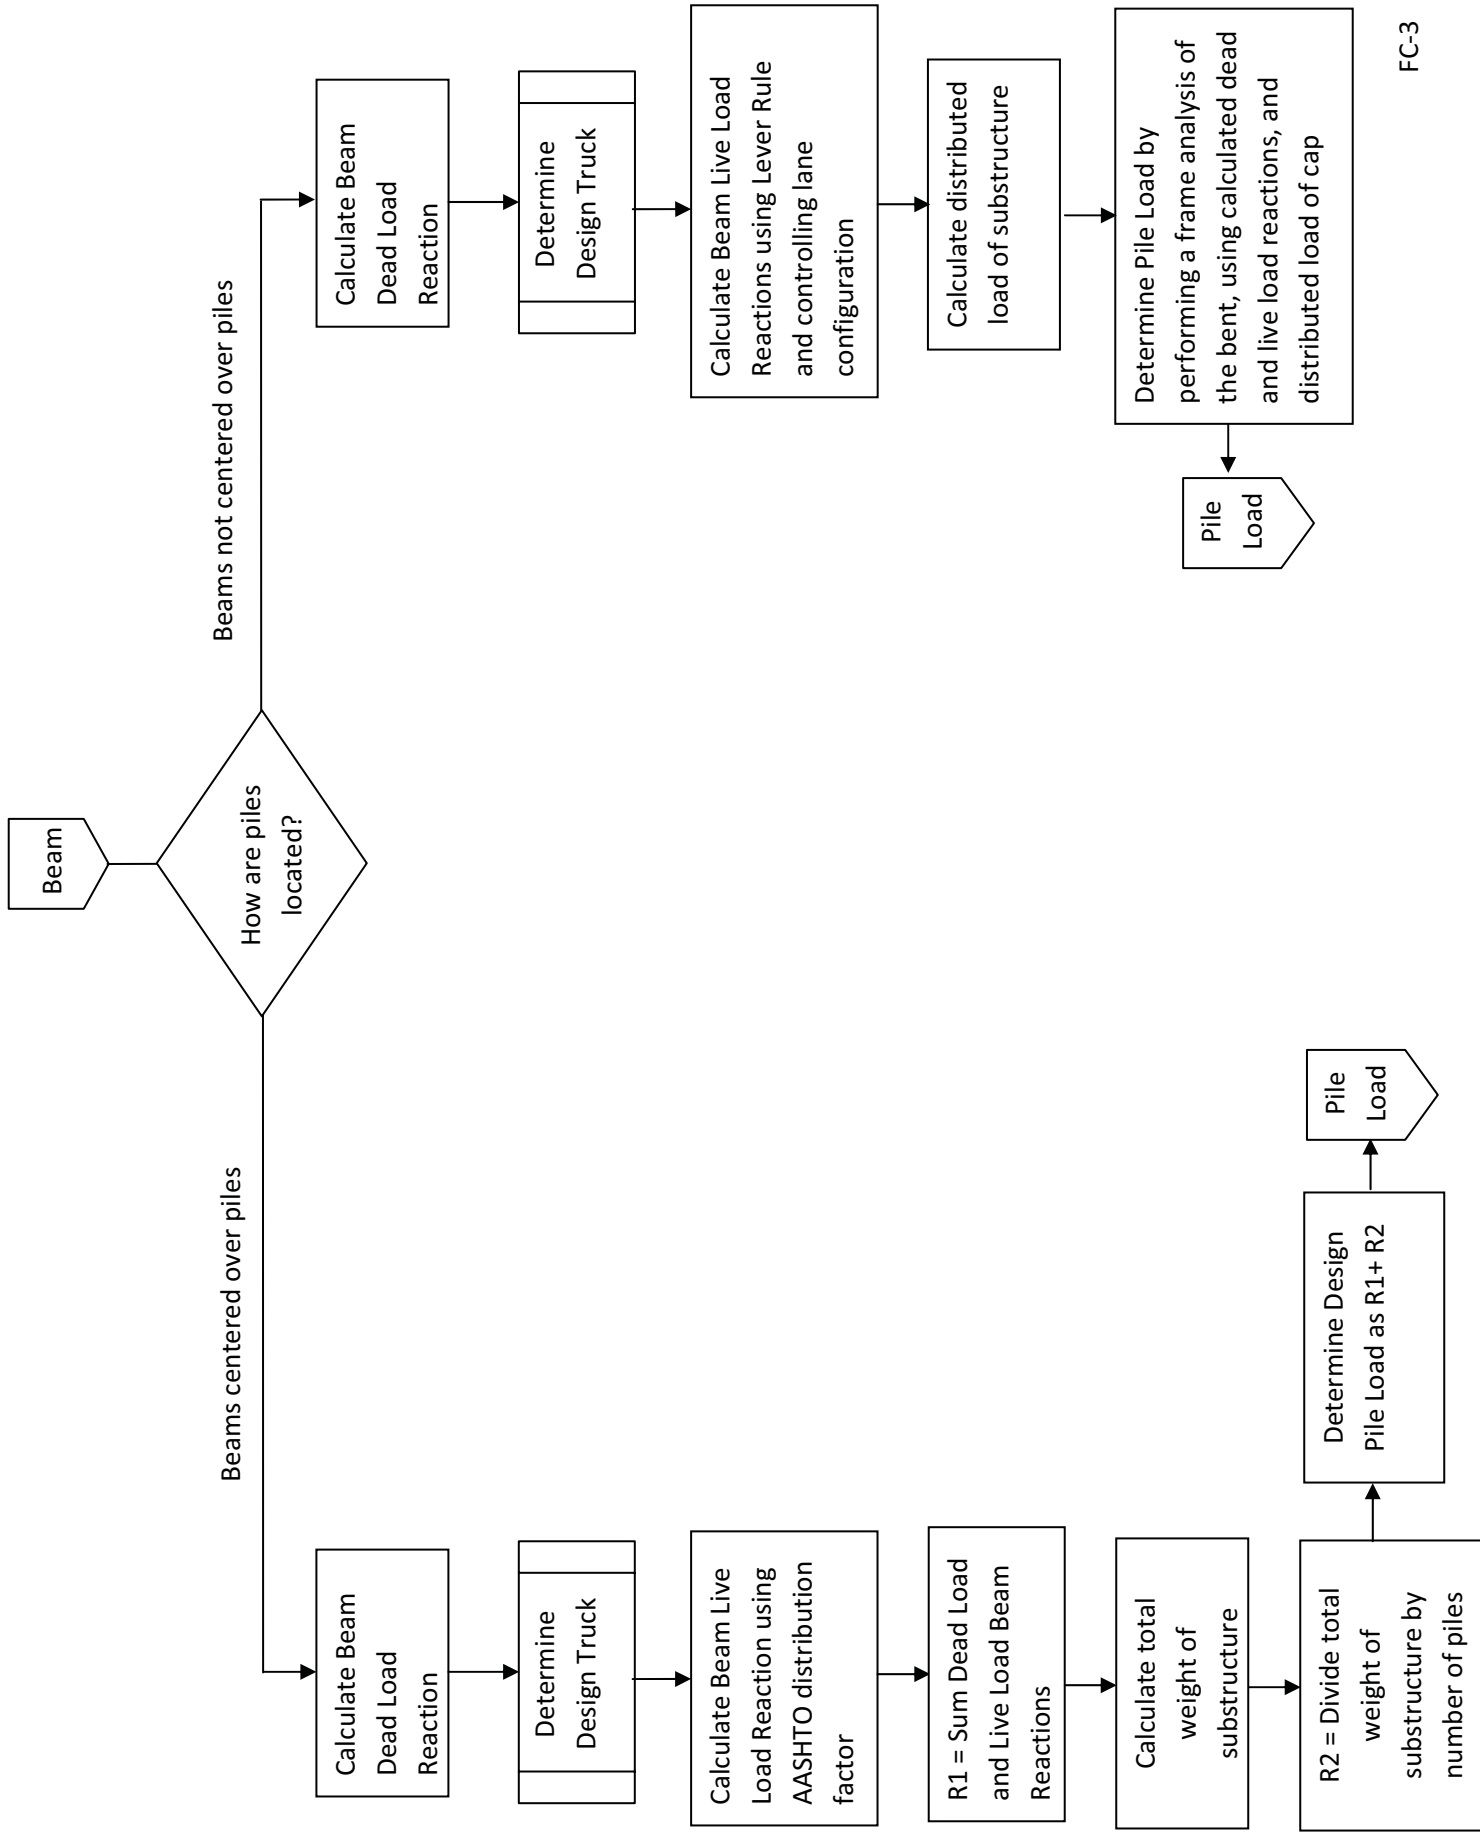 Beam
How are piles
located?
Beams centered over piles
Calculate Beam
Dead Load
Reaction
Determine
Design Truck
Calculate Beam Live
Load Reaction using
AASHTO distribution
factor
R1 = Sum Dead Load
and Live Load Beam
Reactions
Calculate total
weight of
substructure
R2 = Divide total
weight of
substructure by
number of piles
Determine Design
Pile Load as R1+ R2
Pile
Load
Beams not centered over piles
Calculate Beam
Dead Load
Reaction
Determine
Design Truck
Calculate Beam Live Load
Reactions using Lever Rule
and controlling lane
configuration
Calculate distributed
load of substructure
Determine Pile Load by
performing a frame analysis of
the bent, using calculated dead
and live load reactions, and
distributed load of cap
Pile
Load
FC-3